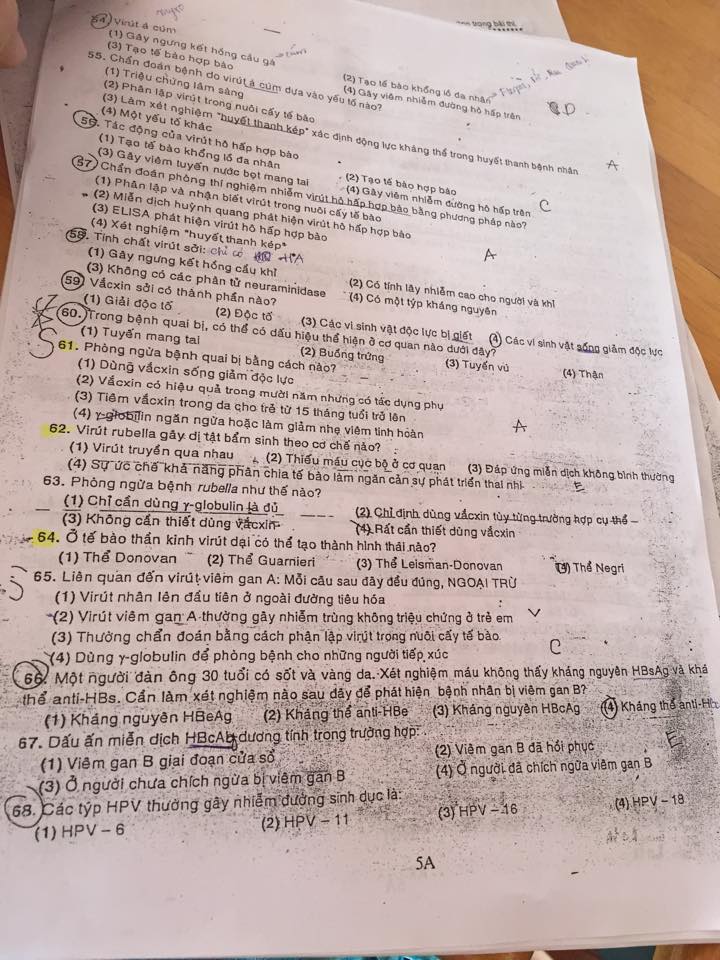 54. Virút á cúm
(1) Gây ngưng kết hồng cầu gà
(2) Tạo tế bào khổng lồ đa nhân
(3) Tạo tế bào hợp bào
(4) Gây viêm nhiễm đường hô hấp trên
55. Chẩn đoán bệnh do virút á cúm dựa vào yếu tố nào?
(1) Triệu chứng lâm sàng
(2) Phân lập virút trong nuôi cấy tế bào
(3) Làm xét nghiệm "huyết thanh kép" xác định động lực kháng thể trong huyết thanh bệnh nhân
(4) Một yếu tố khác
A
56. Tác động của virút hô hấp hợp bào
(1) Tạo tế bào khổng lồ đa nhân
(2) Tạo tế bào hợp bào
(3) Gây viêm tuyến nước bọt mang tai
(4) Gây viêm nhiễm đường hô hấp trên
C
57. Chẩn đoán phòng thí nghiệm nhiễm virút hô hấp hợp bào bằng phương pháp nào?
(1) Phân lập và nhận biết virút trong nuôi cấy tế bào
(2) Miễn dịch huỳnh quang phát hiện virút hô hấp hợp bào
(3) ELISA phát hiện virút hô hấp hợp bào
(4) Xét nghiệm "huyết thanh kép"
A
58. Tính chất virút sởi: chỉ có HA
(1) Gây ngưng kết hồng cầu khỉ
(2) Có tính lây nhiễm cao cho người và khỉ
(3) Không có các phân tử neuraminidase
(4) Có một týp kháng nguyên
59. Vắcxin sởi có thành phần nào?
(1) Giải độc tố
(2) Độc tố
(3) Các vi sinh vật độc lực bị giết
(4) Các vi sinh vật sống giảm độc lực
60. Trong bệnh quai bị, có thể có dấu hiệu thể hiện ở cơ quan nào dưới đây?
(1) Tuyến mang tai
(2) Buồng trứng
(3) Tuyến vú
(4) Thận
61. Phòng ngừa bệnh quai bị bằng cách nào?
(1) Dùng vắcxin sống giảm độc lực
(2) Vắcxin có hiệu quả trong mười năm nhưng có tác dụng phụ
(3) Tiêm vắcxin trong da cho trẻ từ 15 tháng tuổi trở lên
(4) γ-globulin ngăn ngừa hoặc làm giảm nhẹ viêm tinh hoàn
A
62. Virút rubella gây dị tật bẩm sinh theo cơ chế nào?
(1) Virút truyền qua nhau
(2) Thiếu máu cục bộ ở cơ quan
(3) Đáp ứng miễn dịch không bình thường
(4) Sự ức chế khả năng phân chia tế bào làm ngăn cản sự phát triển thai nhi
E
63. Phòng ngừa bệnh rubella như thế nào?
(1) Chỉ cần dùng γ-globulin là đủ
(2) Chỉ định dùng vắcxin tùy từng trường hợp cụ thể
(3) Không cần thiết dùng vắcxin
(4) Rất cần thiết dùng vắcxin
64. Ở tế bào thần kinh virút dại có thể tạo thành hình thái nào?
(1) Thể Donovan
(2) Thể Guarnieri
(3) Thể Leisman-Donovan
(4) Thể Negri
65. Liên quan đến virút viêm gan A: Mỗi câu sau đây đều đúng, NGOẠI TRỪ
(1) Virút nhân lên đầu tiên ở ngoài đường tiêu hóa
(2) Virút viêm gan A thường gây nhiễm trùng không triệu chứng ở trẻ em
(3) Thường chẩn đoán bằng cách phận lập virút trong nuôi cấy tế bào
(4) Dùng γ-globulin để phòng bệnh cho những người tiếp xúc
C
66. Một người đàn ông 30 tuổi có sốt và vàng da. Xét nghiệm máu không thấy kháng nguyên HBsAg và khá
thể anti-HBs. Cần làm xét nghiệm nào sau đây để phát hiện bệnh nhân bị viêm gan B?
(1) Kháng nguyên HBeAg
(2) Kháng thể anti-HBe
(3) Kháng nguyên HBcAg
(4) Kháng thể anti-HBc
67. Dấu ấn miễn dịch HBcAb dương tính trong trường hợp:
E
(1) Viêm gan B giai đoạn cửa sổ
(2) Viêm gan B đã hồi phục
(3) Ở người chưa chích ngừa bị viêm gan B
(4) Ở người đã chích ngừa viêm gan B
68. Các týp HPV thường gây nhiễm đường sinh dục là:
(1) HPV – 6
(2) HPV – 11
(3) HPV – 16
(4) HPV – 18
5A